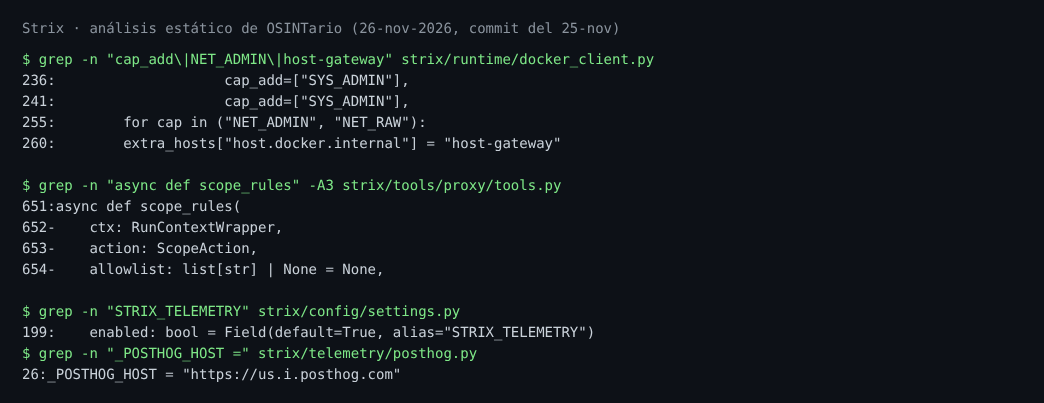 Strix · análisis estático de OSINTario (26-nov-2026, commit del 25-nov)
$ grep -n "cap_add\|NET_ADMIN\|host-gateway" strix/runtime/docker_client.py
236:                    cap_add=["SYS_ADMIN"],
241:                    cap_add=["SYS_ADMIN"],
255:        for cap in ("NET_ADMIN", "NET_RAW"):
260:        extra_hosts["host.docker.internal"] = "host-gateway"
$ grep -n "async def scope_rules" -A3 strix/tools/proxy/tools.py
651:async def scope_rules(
652-    ctx: RunContextWrapper,
653-    action: ScopeAction,
654-    allowlist: list[str] | None = None,
$ grep -n "STRIX_TELEMETRY" strix/config/settings.py
199:    enabled: bool = Field(default=True, alias="STRIX_TELEMETRY")
$ grep -n "_POSTHOG_HOST =" strix/telemetry/posthog.py
26:_POSTHOG_HOST = "https://us.i.posthog.com"